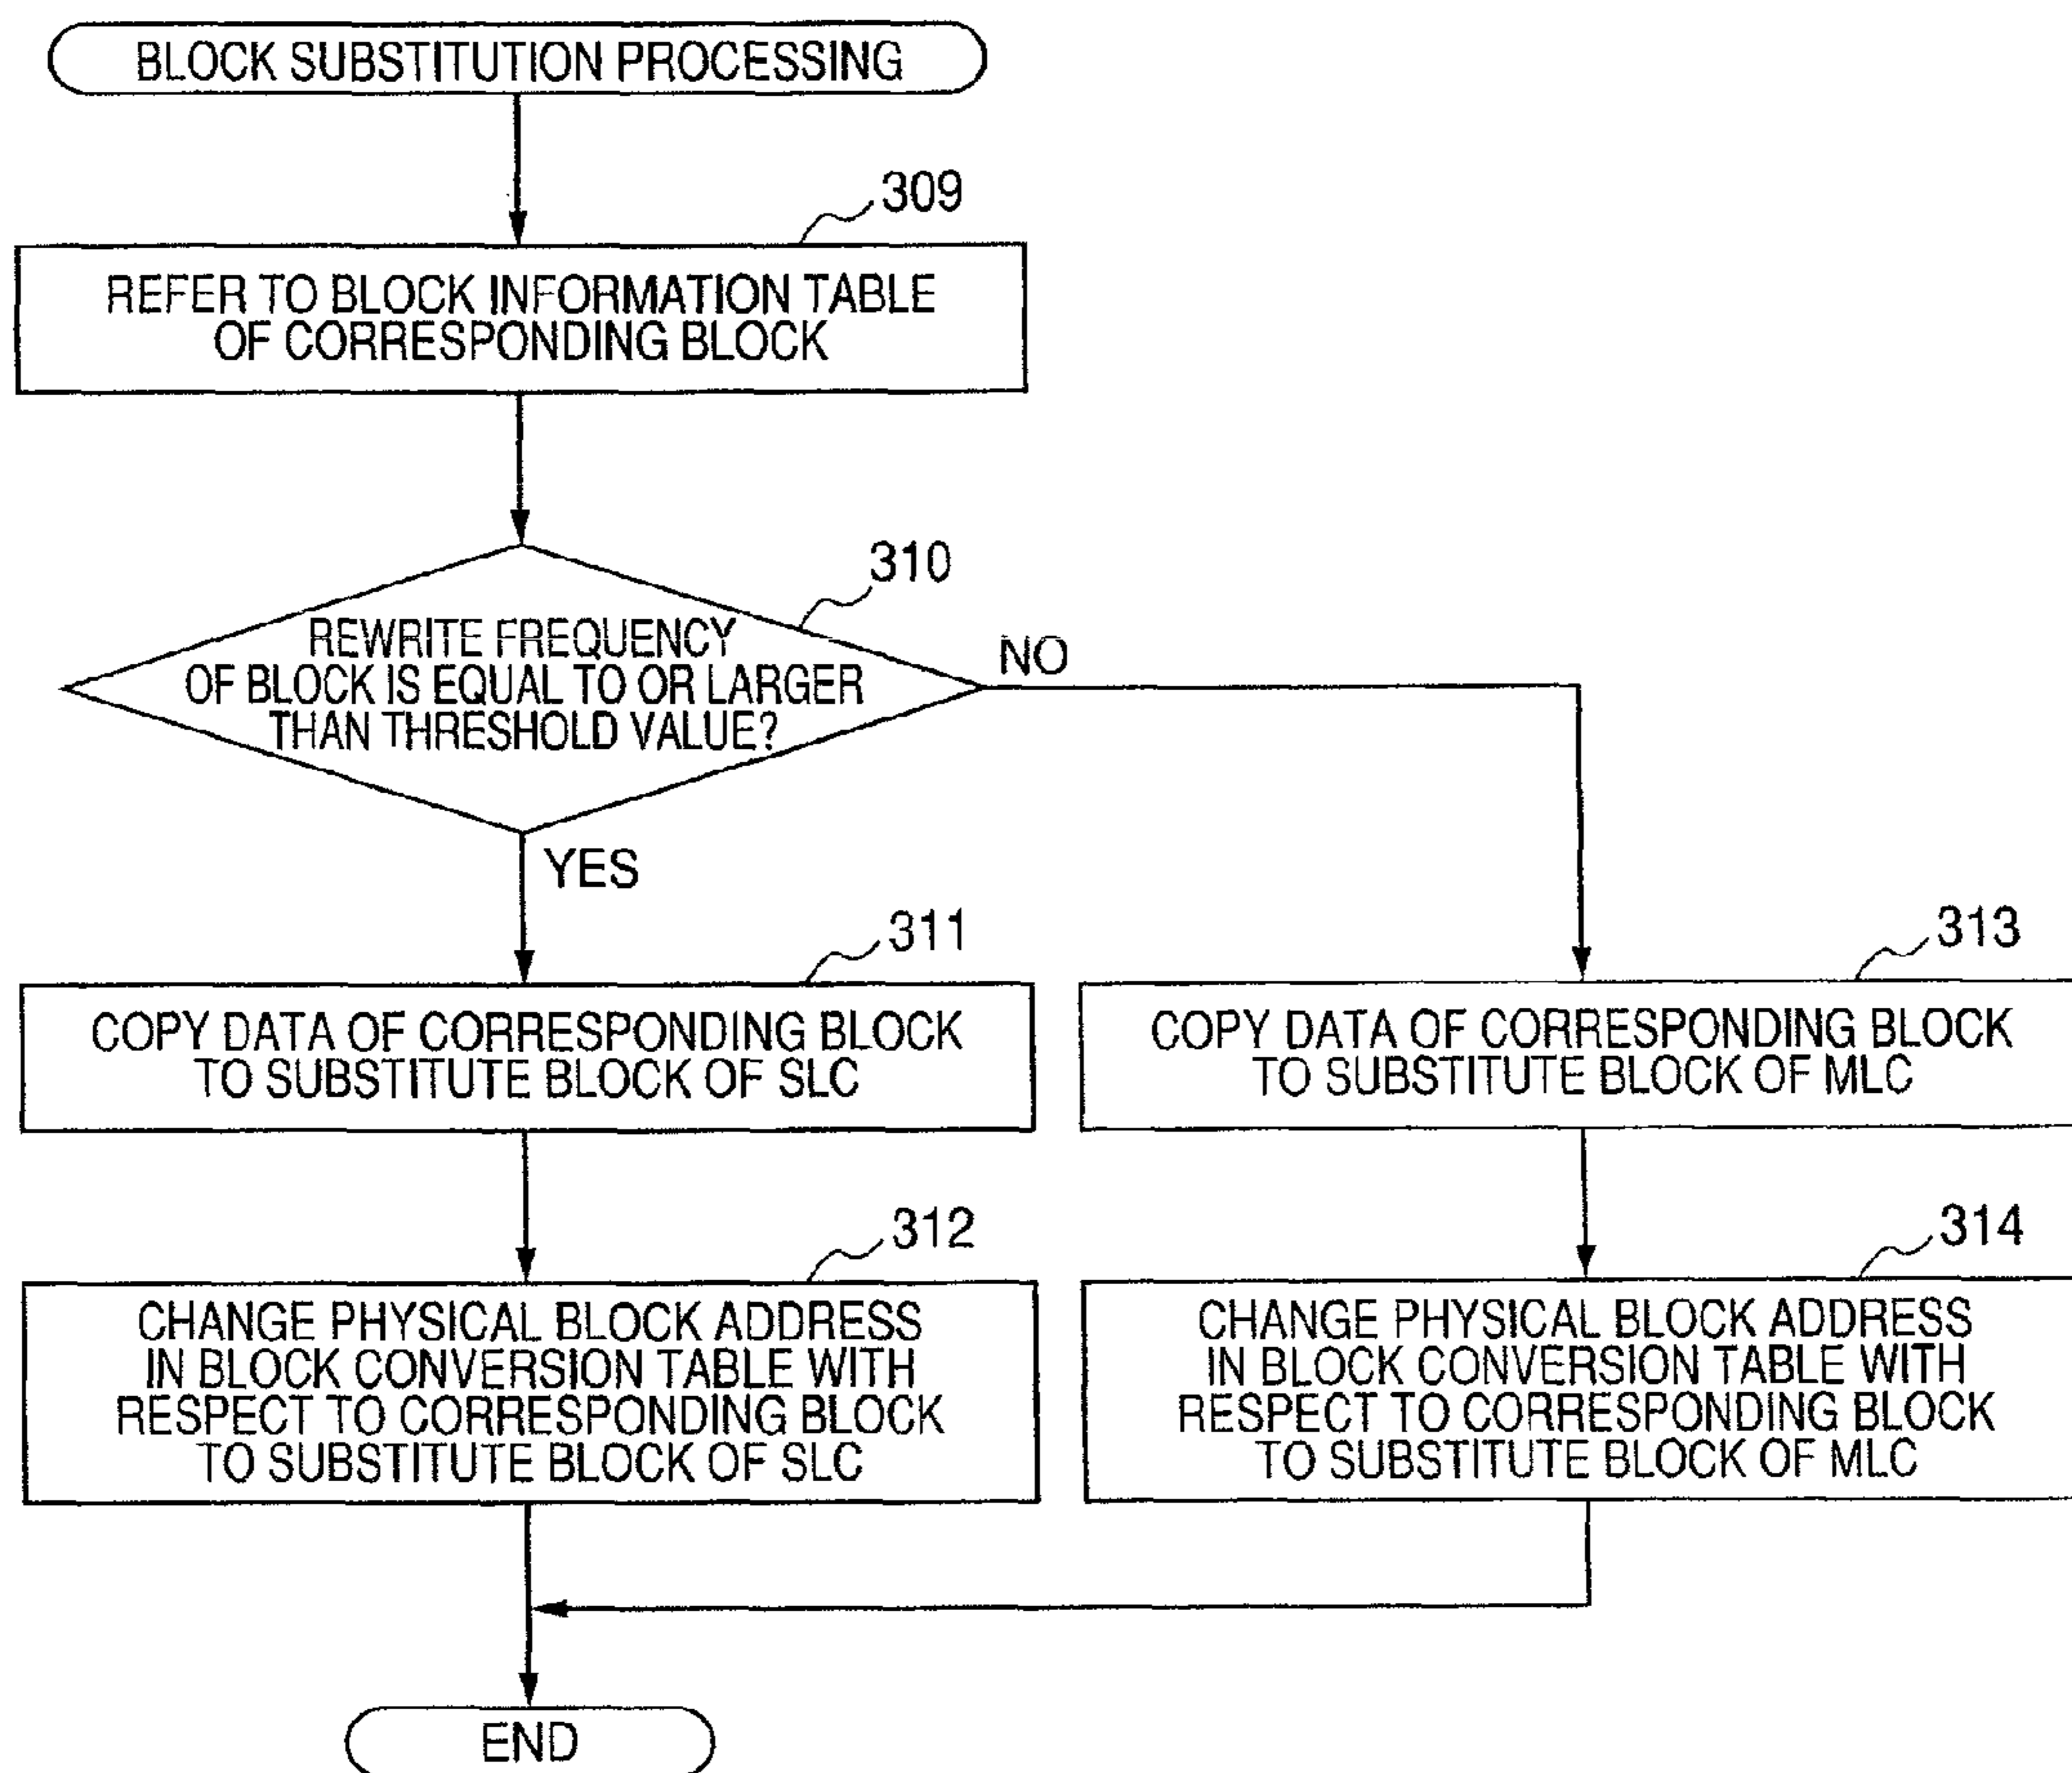 BLOCK SUBSTITUTION PROCESSING
309
REFER TO BLOCK INFORMATION TABLE
OF CORRESPONDING BLOCK
310
REWRITE FREQUENCY
OF BLOCK IS EQUAL TO OR LARGER
THAN THRESHOLD VALUE?
NO
YES
311
COPY DATA OF CORRESPONDING BLOCK
TO SUBSTITUTE BLOCK OF SLC
313
COPY DATA OF CORRESPONDING BLOCK
TO SUBSTITUTE BLOCK OF MLC
312
CHANGE PHYSICAL BLOCK ADDRESS
IN BLOCK CONVERSION TABLE WITH
RESPECT TO CORRESPONDING BLOCK
TO SUBSTITUTE BLOCK OF SLC
314
CHANGE PHYSICAL BLOCK ADDRESS
IN BLOCK CONVERSION TABLE WITH
RESPECT TO CORRESPONDING BLOCK
TO SUBSTITUTE BLOCK OF MLC
END